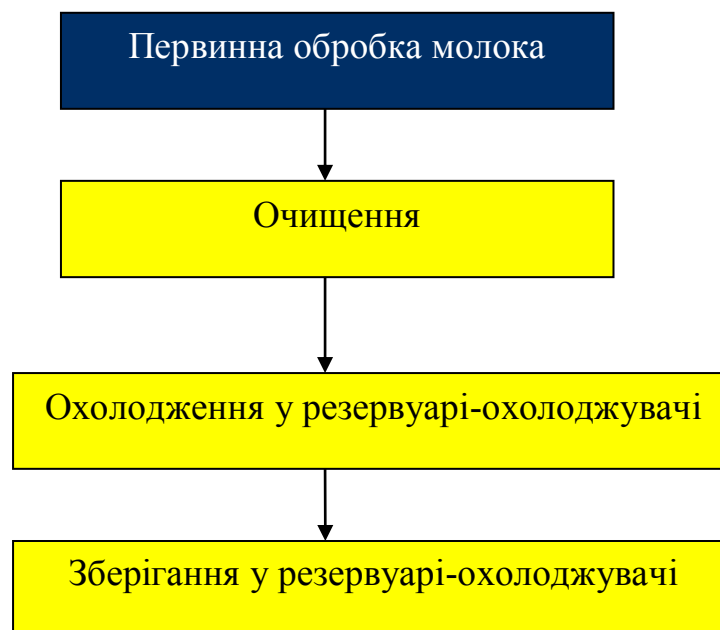 Первинна обробка молока
Очищення
Охолодження у резервуарі-охолоджувачі
Зберігання у резервуарі-охолоджувачі